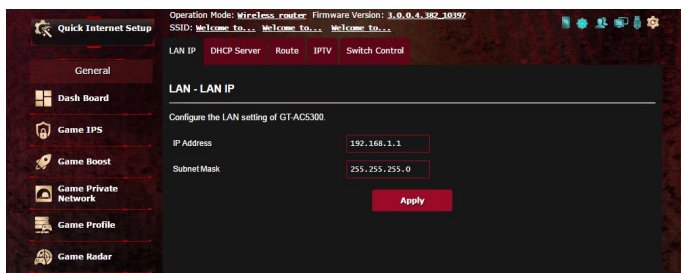 Quick Internet Setup
General
Dash Board
Game IPS
Game Boost
Game Private
Network
Game Profile
Game Radar
Operation Mode: Wireless router Firmware Version: 3.0.0.4.382_10397
SSID: Welcome to... Welcome to... Welcome to...
LAN IP DHCP Server Route IPTV Switch Control
LAN - LAN IP
Configure the LAN setting of GT-AC5300.
IP Address 192.168.1.1
Subnet Mask 255.255.255.0
Apply